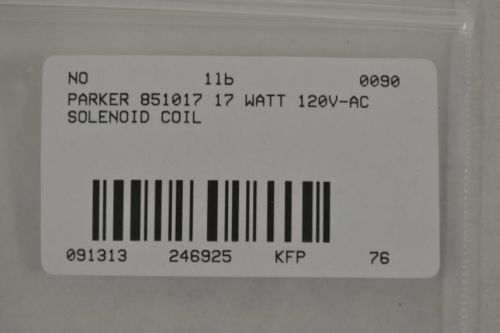 NO 1lb 0090
PARKER 851017 17 WATT 120V-AC
SOLENOID COIL
091313 246925 KFP 76